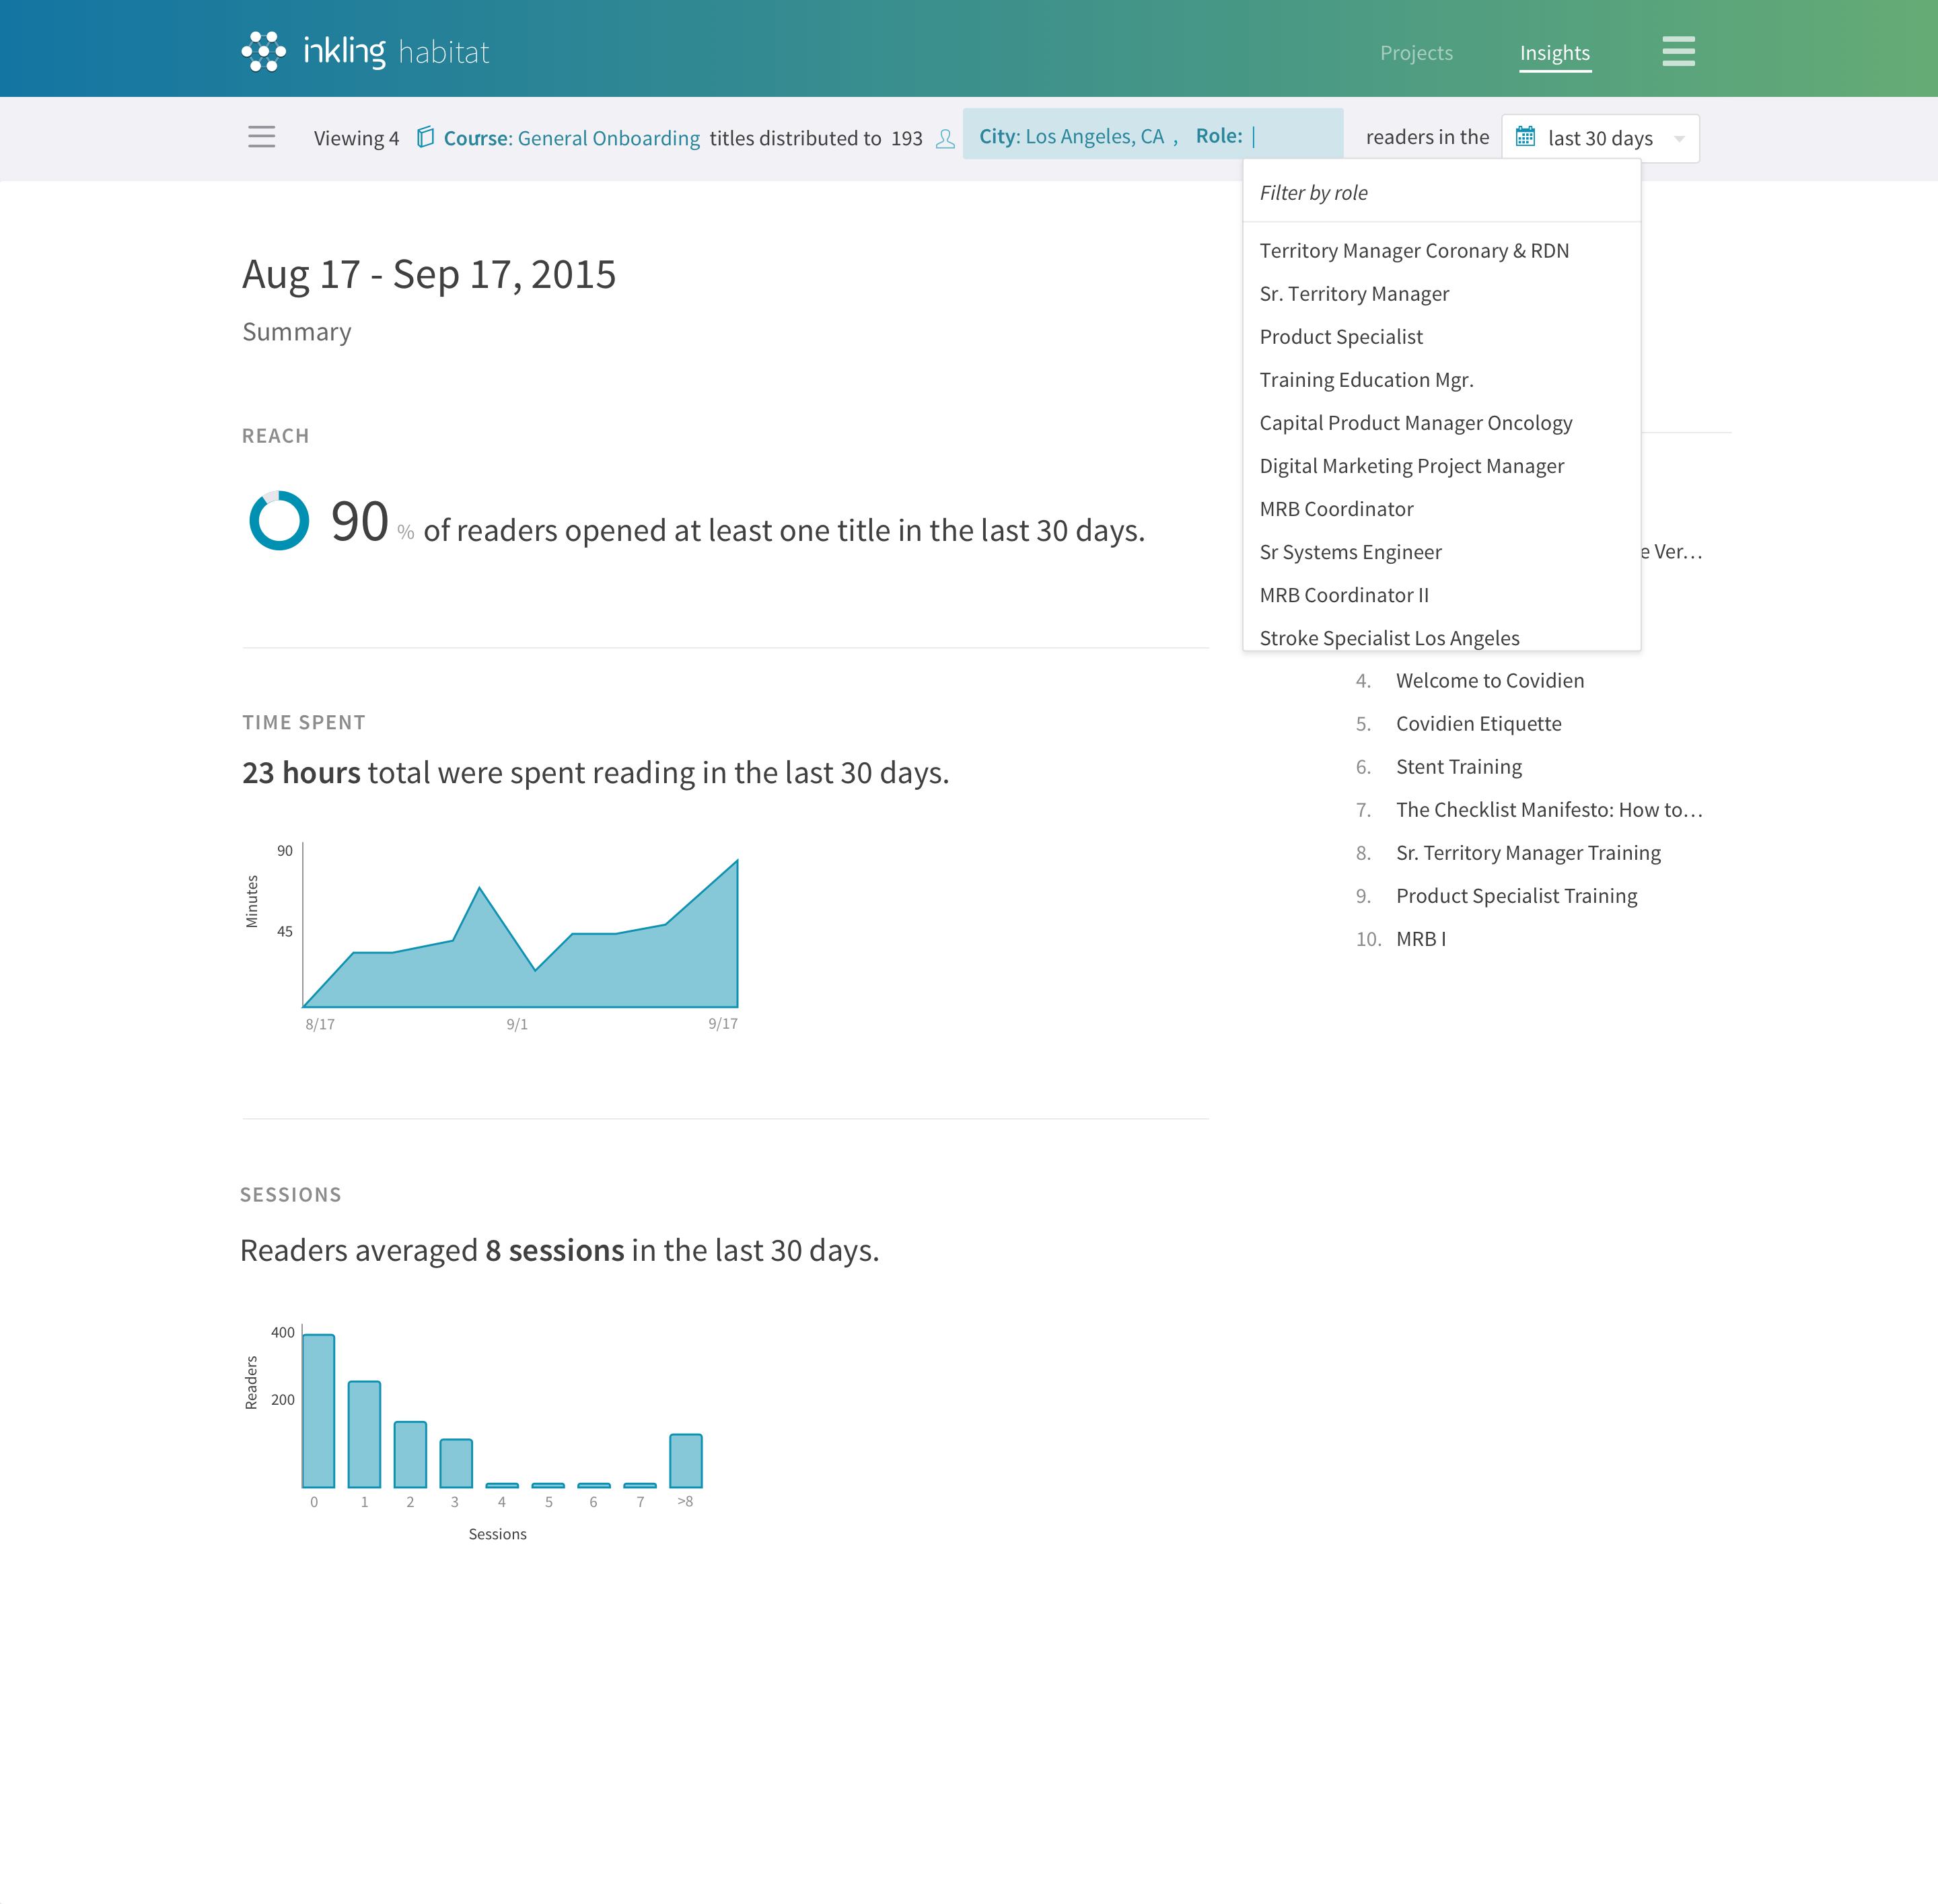 inkling habitat
Projects
Insights
Viewing 4 Course: General Onboarding titles distributed to 193 City: Los Angeles, CA , Role: readers in the last 30 days
Filter by role
Territory Manager Coronary & RDN
Sr. Territory Manager
Product Specialist
Training Education Mgr.
Capital Product Manager Oncology
Digital Marketing Project Manager
MRB Coordinator
Sr Systems Engineer
MRB Coordinator II
Stroke Specialist Los Angeles
Aug 17 - Sep 17, 2015
Summary
REACH
90 % of readers opened at least one title in the last 30 days.
e Ver…
4. Welcome to Covidien
5. Covidien Etiquette
6. Stent Training
7. The Checklist Manifesto: How to…
8. Sr. Territory Manager Training
9. Product Specialist Training
10. MRB I
TIME SPENT
23 hours total were spent reading in the last 30 days.
Minutes
90
45
8/17 9/1 9/17
SESSIONS
Readers averaged 8 sessions in the last 30 days.
Readers
400
200
0 1 2 3 4 5 6 7 >8
Sessions